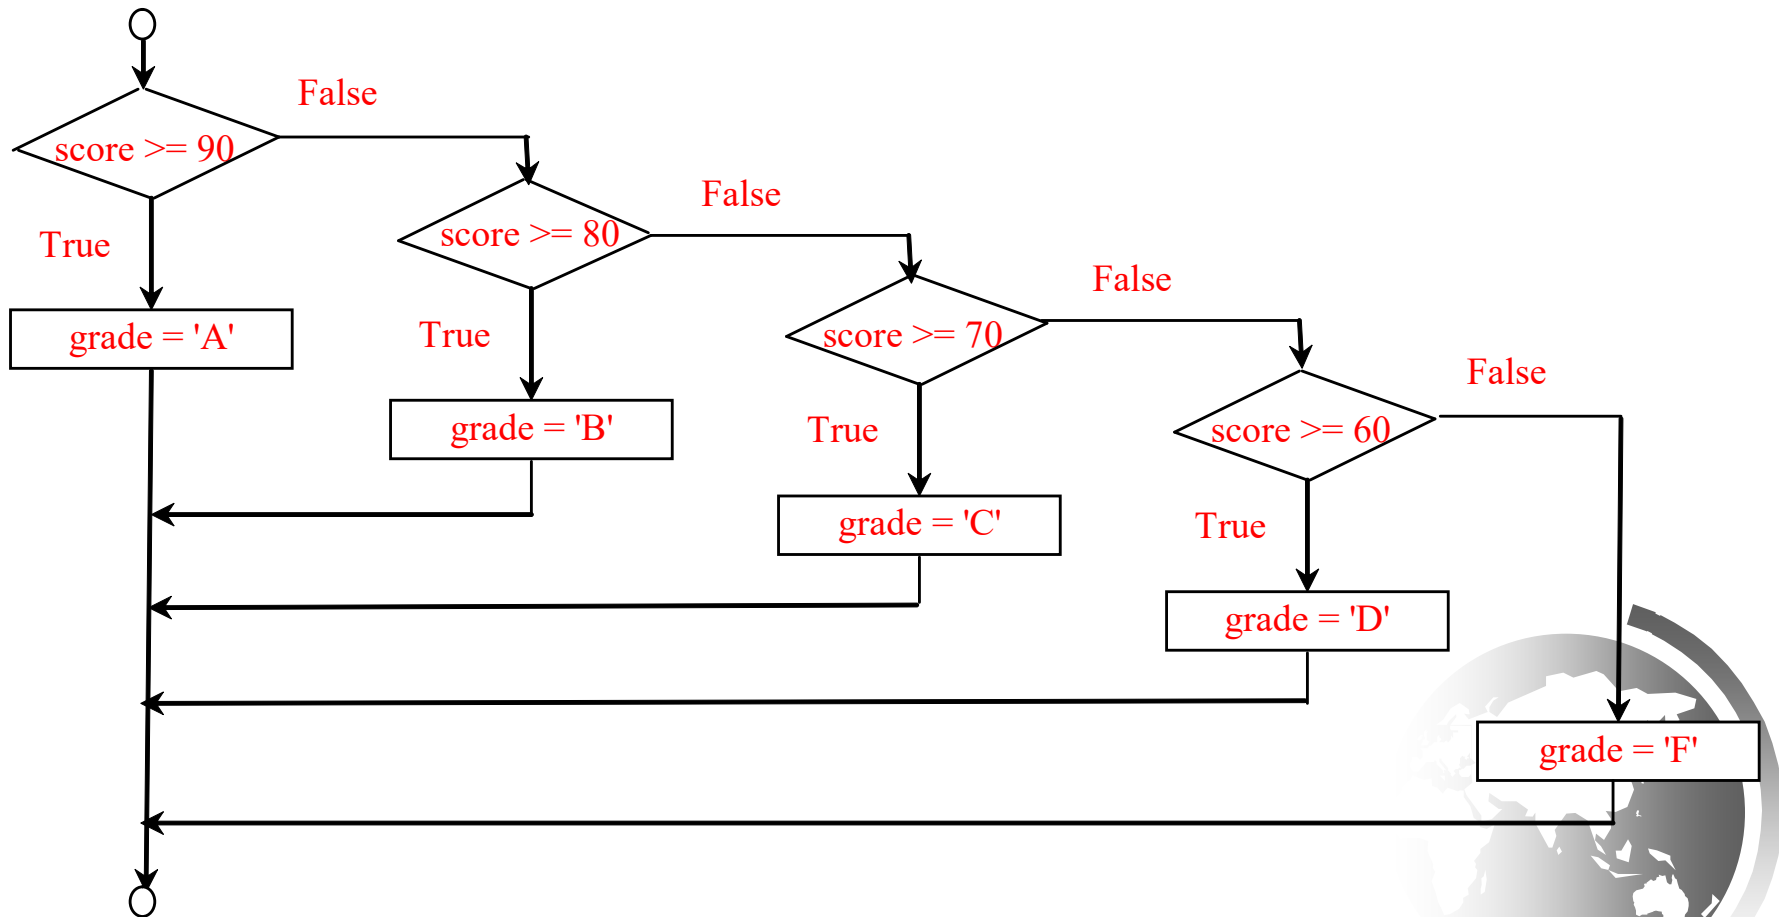 False
score >= 90
True
grade = 'A'
False
score >= 80
True
grade = 'B'
False
score >= 70
True
grade = 'C'
False
score >= 60
True
grade = 'D'
grade = 'F'